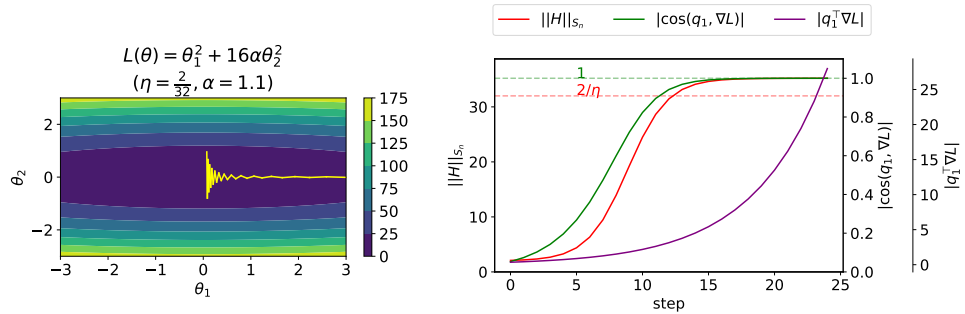 L(θ) = θ₁² + 16αθ₂²
(η = 2/32, α = 1.1)
2
0
−2
θ₂
−3 −2 −1 0 1 2 3
θ₁
175
150
125
100
75
50
25
0
||H||_{S_n} |cos(q₁, ∇L)| |q₁^⊤∇L|
1
2/η
30
20
10
0
||H||_{S_n}
0 5 10 15 20 25
step
1.0
0.8
0.6
0.4
0.2
0.0
|cos(q₁, ∇L)|
25
20
15
10
5
0
|q₁^⊤∇L|